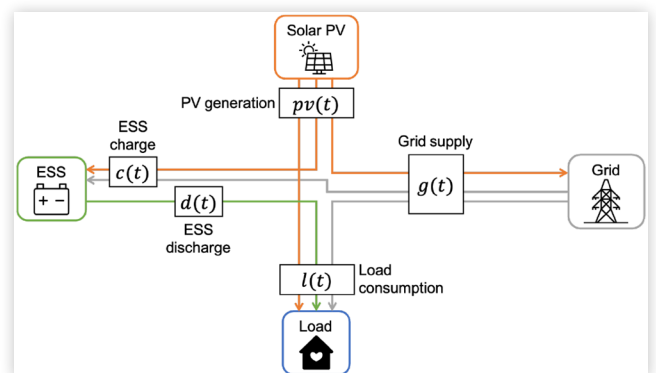 Solar PV
PV generation
pv(t)
ESS
charge
c(t)
Grid supply
g(t)
ESS
+ −
Grid
d(t)
ESS
discharge
l(t)
Load
consumption
Load